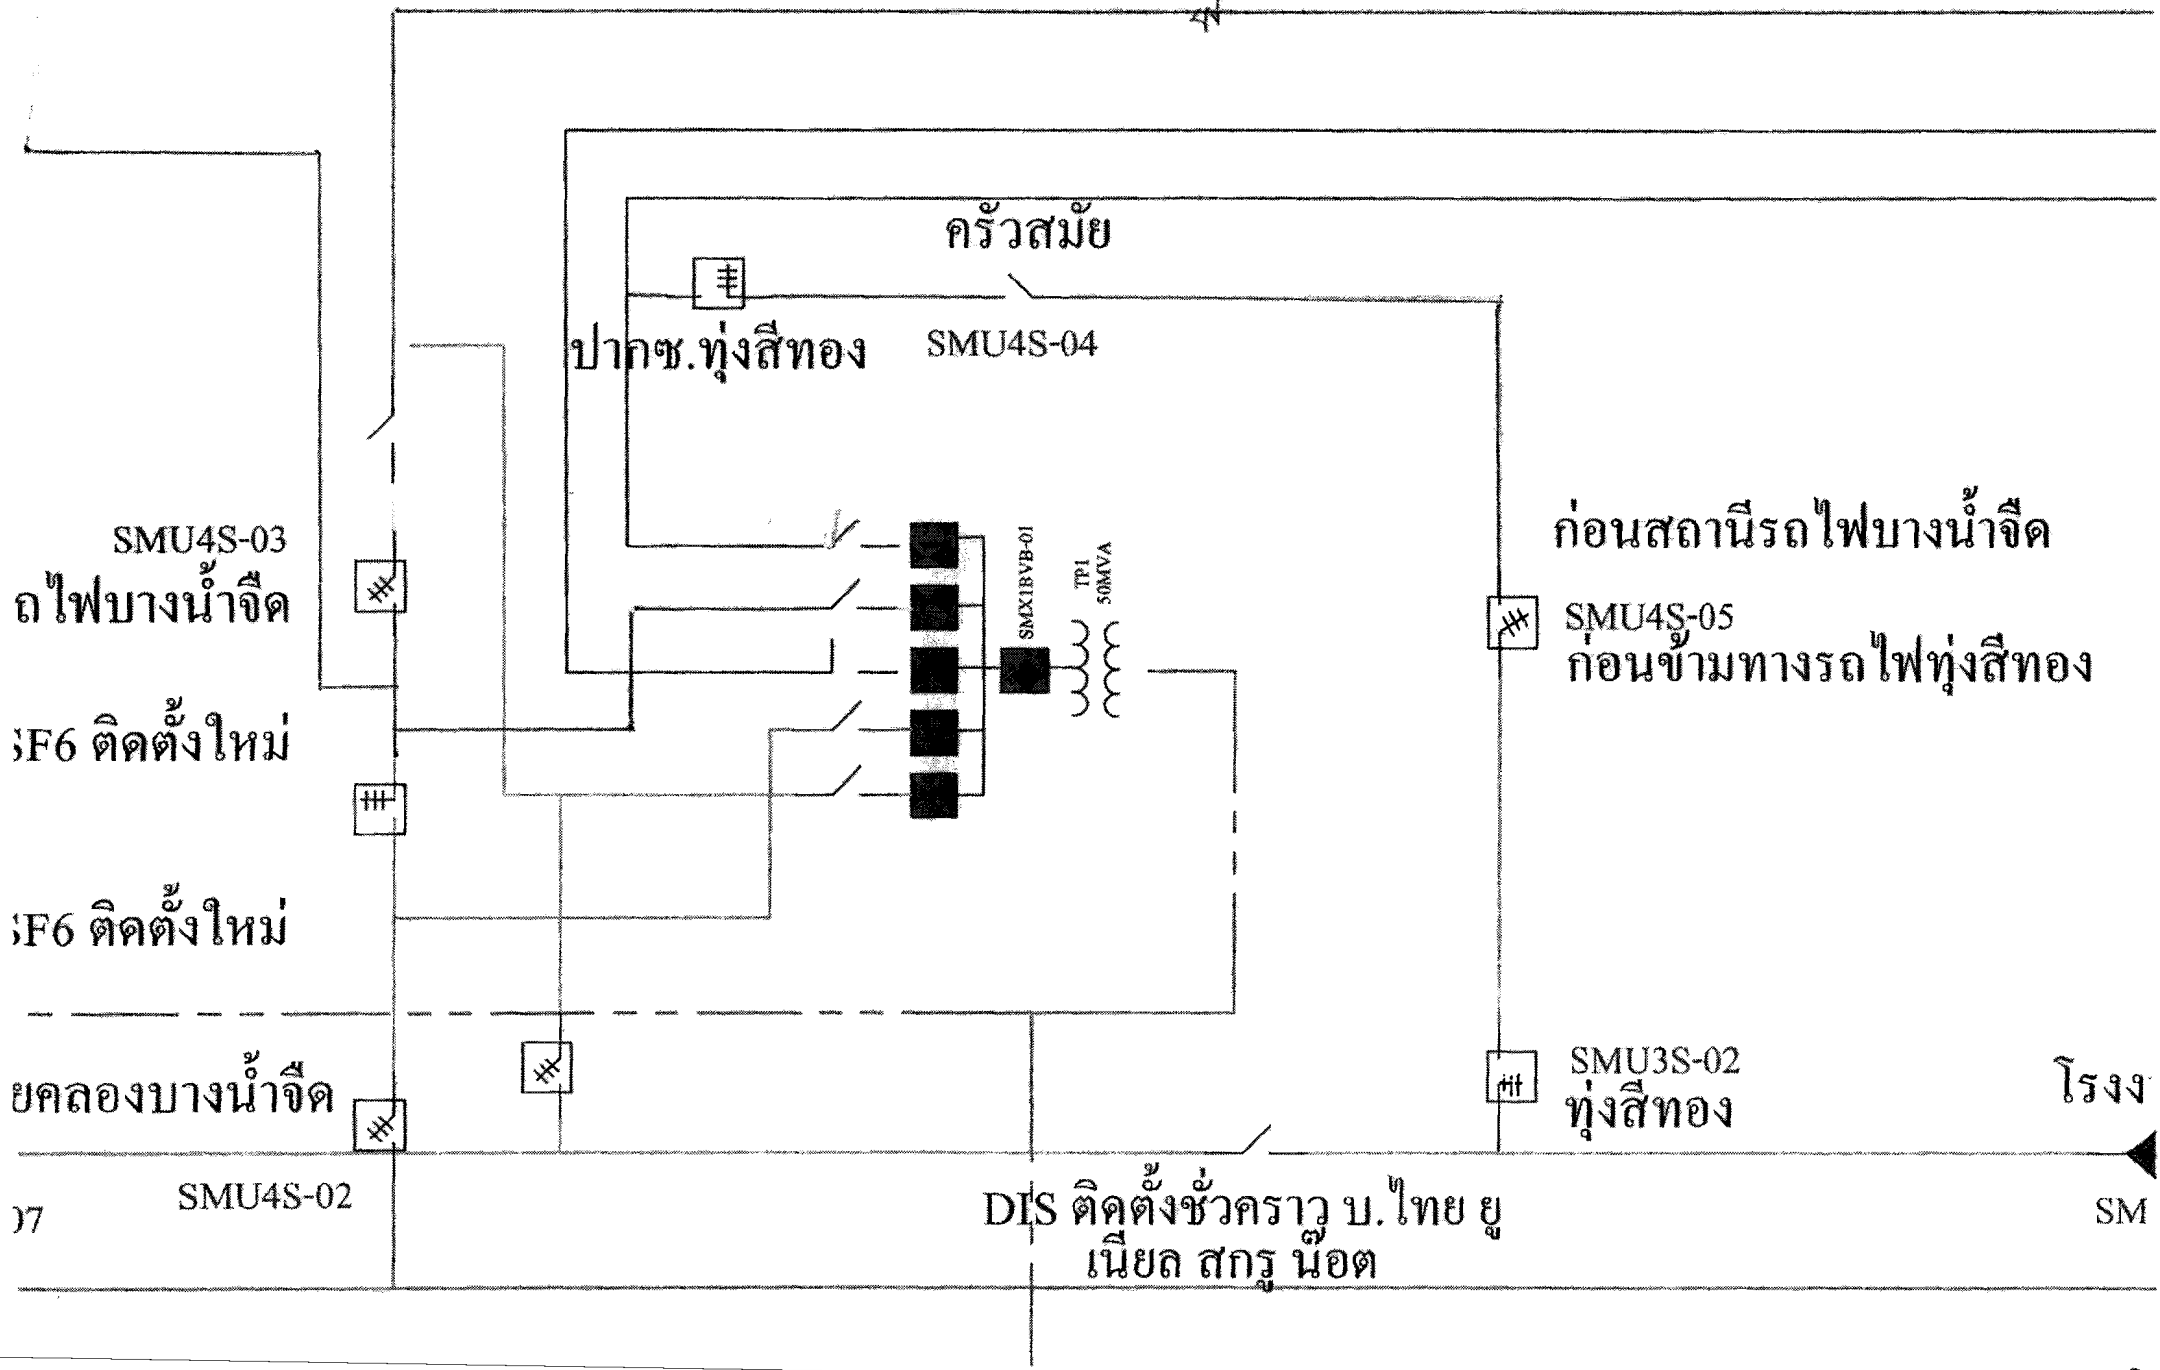 ครัวสมัย
ปากซ.ทุ่งสีทอง
SMU4S-04
SMU4S-03
ถไฟบางน้ำจืด
SMX1BVB-01
TP1
50MVA
ก่อนสถานีรถไฟบางน้ำจืด
SMU4S-05
ก่อนข้ามทางรถไฟทุ่งสีทอง
F6 ติดตั้งใหม่
F6 ติดตั้งใหม่
ยคลองบางน้ำจืด
SMU3S-02
ทุ่งสีทอง
โรงง
SMU4S-02
07
DIS ติดตั้งชั่วคราว บ.ไทย ยู
เนียล สกรู น๊อต
SM